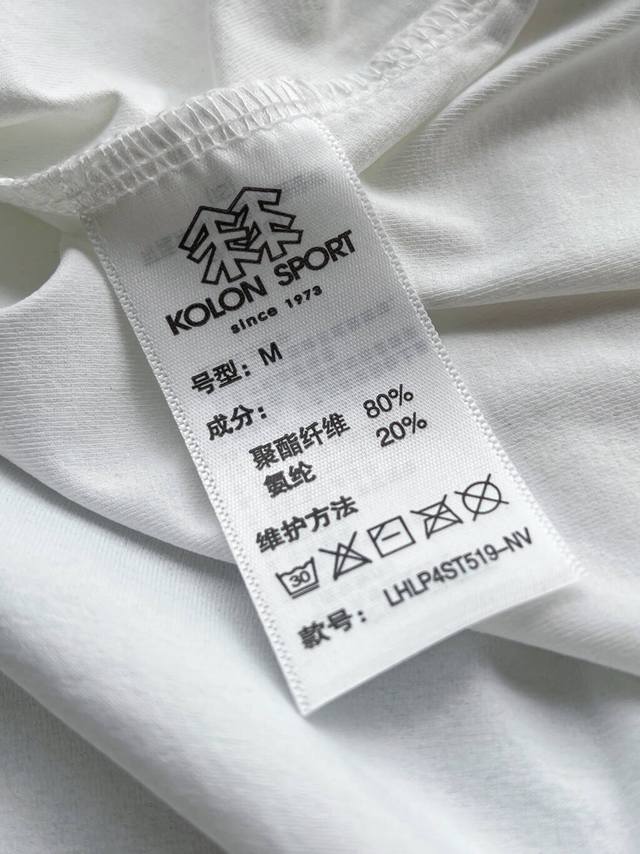 KOLON SPORT
since 1973
号型：M
成分：
聚酯纤维 80%
氨纶 20%
维护方法
30
款号： LHLP4ST519-NV